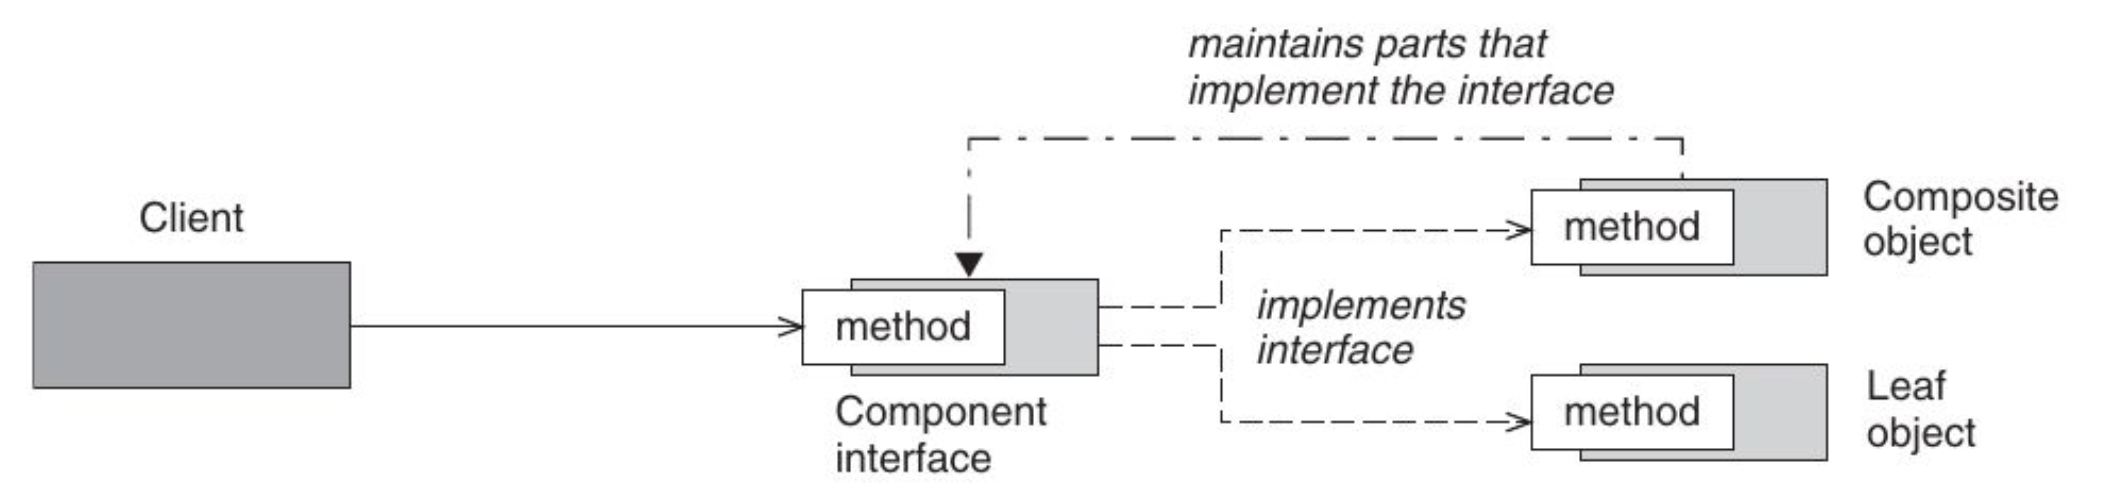 maintains parts that
implement the interface
Client
method
Composite
object
implements
interface
method
Component
interface
method
Leaf
object